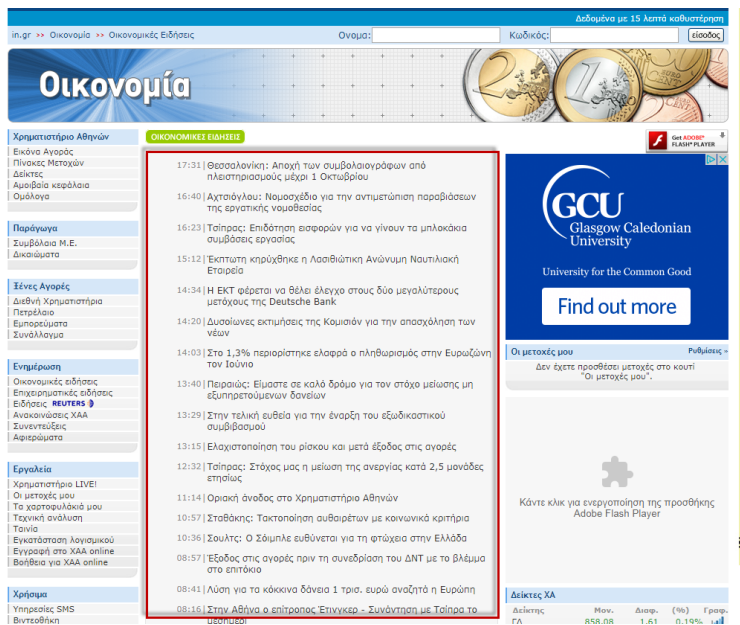 Δεδομένα με 15 λεπτά καθυστέρηση
in.gr >> Οικονομία >> Οικονομικές Ειδήσεις
Ονομα:
Κωδικός:
είσοδος
Οικονομία
Χρηματιστήριο Αθηνών
Εικόνα Αγοράς
Πίνακες Μετοχών
Δείκτες
Αμοιβαία κεφάλαια
Ομόλογα
Παράγωγα
Συμβόλαια Μ.Ε.
Δικαιώματα
Ξένες Αγορές
Διεθνή Χρηματιστήρια
Πετρέλαιο
Εμπορεύματα
Συνάλλαγμα
Ενημέρωση
Οικονομικές ειδήσεις
Επιχειρηματικές ειδήσεις
Ειδήσεις REUTERS
Ανακοινώσεις ΧΑΑ
Συνεντεύξεις
Αφιερώματα
Εργαλεία
Χρηματιστήριο LIVE!
Οι μετοχές μου
Τα χαρτοφυλάκιά μου
Τεχνική ανάλυση
Ταινία
Εγκατάσταση λογισμικού
Εγγραφή στο ΧΑΑ online
Βοήθεια για ΧΑΑ online
Χρήσιμα
Υπηρεσίες SMS
Βιντεοθήκη
ΟΙΚΟΝΟΜΙΚΕΣ ΕΙΔΗΣΕΙΣ
17:31| Θεσσαλονίκη: Αποχή των συμβολαιογράφων από
πλειστηριασμούς μέχρι 1 Οκτωβρίου
16:40| Αχτσιόγλου: Νομοσχέδιο για την αντιμετώπιση παραβιάσεων
της εργατικής νομοθεσίας
16:23| Τσίπρας: Επιδότηση εισφορών για να γίνουν τα μπλοκάκια
συμβάσεις εργασίας
15:12| Έκπτωτη κηρύχθηκε η Λασιθιώτικη Ανώνυμη Ναυτιλιακή
Εταιρεία
14:34| Η ΕΚΤ φέρεται να θέλει έλεγχο στους δύο μεγαλύτερους
μετόχους της Deutsche Bank
14:20| Δυσοίωνες εκτιμήσεις της Κομισιόν για την απασχόληση των
νέων
14:03| Στο 1,3% περιορίστηκε ελαφρά ο πληθωρισμός στην Ευρωζώνη
τον Ιούνιο
13:40| Πειραιώς: Είμαστε σε καλό δρόμο για τον στόχο μείωσης μη
εξυπηρετούμενων δανείων
13:29| Στην τελική ευθεία για την έναρξη του εξωδικαστικού
συμβιβασμού
13:15| Ελαχιστοποίηση του ρίσκου και μετά έξοδος στις αγορές
12:32| Τσίπρας: Στόχος μας η μείωση της ανεργίας κατά 2,5 μονάδες
ετησίως
11:14| Οριακή άνοδος στο Χρηματιστήριο Αθηνών
10:57| Σταθάκης: Τακτοποίηση αυθαιρέτων με κοινωνικά κριτήρια
10:36| Σουλτς: Ο Σόιμπλε ευθύνεται για τη φτώχεια στην Ελλάδα
08:57| Έξοδος στις αγορές πριν τη συνεδρίαση του ΔΝΤ με το βλέμμα
στο επιτόκιο
08:41| Λύση για τα κόκκινα δάνεια 1 τρισ. ευρώ αναζητά η Ευρώπη
08:16| Στην Αθήνα ο επίτροπος Έτινγκερ - Συνάντηση με Τσίπρα το
μεσημέρι
Get ADOBE®
FLASH® PLAYER
GCU
Glasgow Caledonian
University
University for the Common Good
Find out more
Οι μετοχές μου
Ρυθμίσεις »
Δεν έχετε προσθέσει μετοχές στο κουτί
"Οι μετοχές μου".
Κάντε κλικ για ενεργοποίηση της προσθήκης
Adobe Flash Player
Δείκτες ΧΑ
Δείκτης Μον. Διαφ. (%) Γραφ.
ΓΔ 858,08 1,61 0,19%